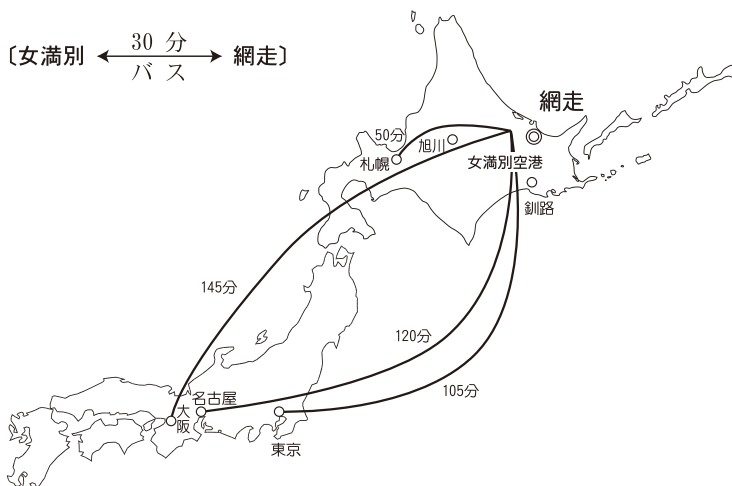 〔女満別 30 分 網走〕
バ ス
網走
50分
旭川
札幌
女満別空港
釧路
145分
120分
105分
名古屋
大阪
東京